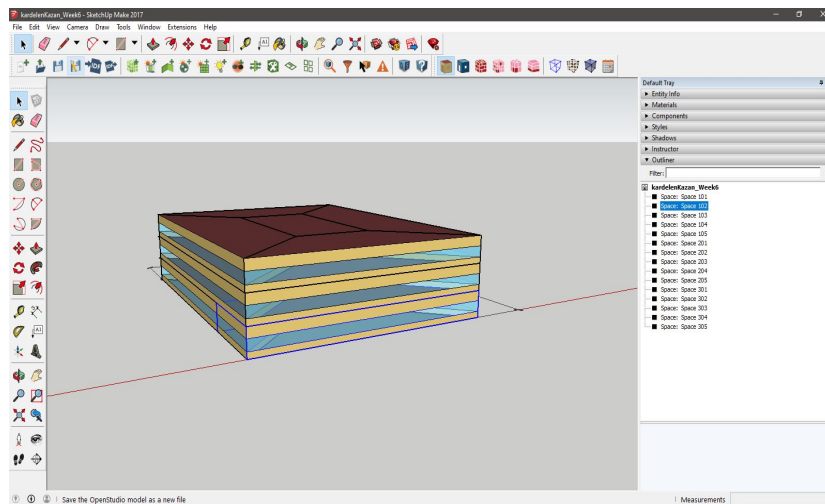 kardelenKazan_Week6 - SketchUp Make 2017
File Edit View Camera Draw Tools Window Extensions Help
Default Tray
Entity Info
Materials
Components
Styles
Shadows
Instructor
Outliner
Filter:
kardelenKazan_Week6
Space: Space 101
Space: Space 102
Space: Space 103
Space: Space 104
Space: Space 105
Space: Space 201
Space: Space 202
Space: Space 203
Space: Space 204
Space: Space 205
Space: Space 301
Space: Space 302
Space: Space 303
Space: Space 304
Space: Space 305
Save the OpenStudio model as a new file
Measurements